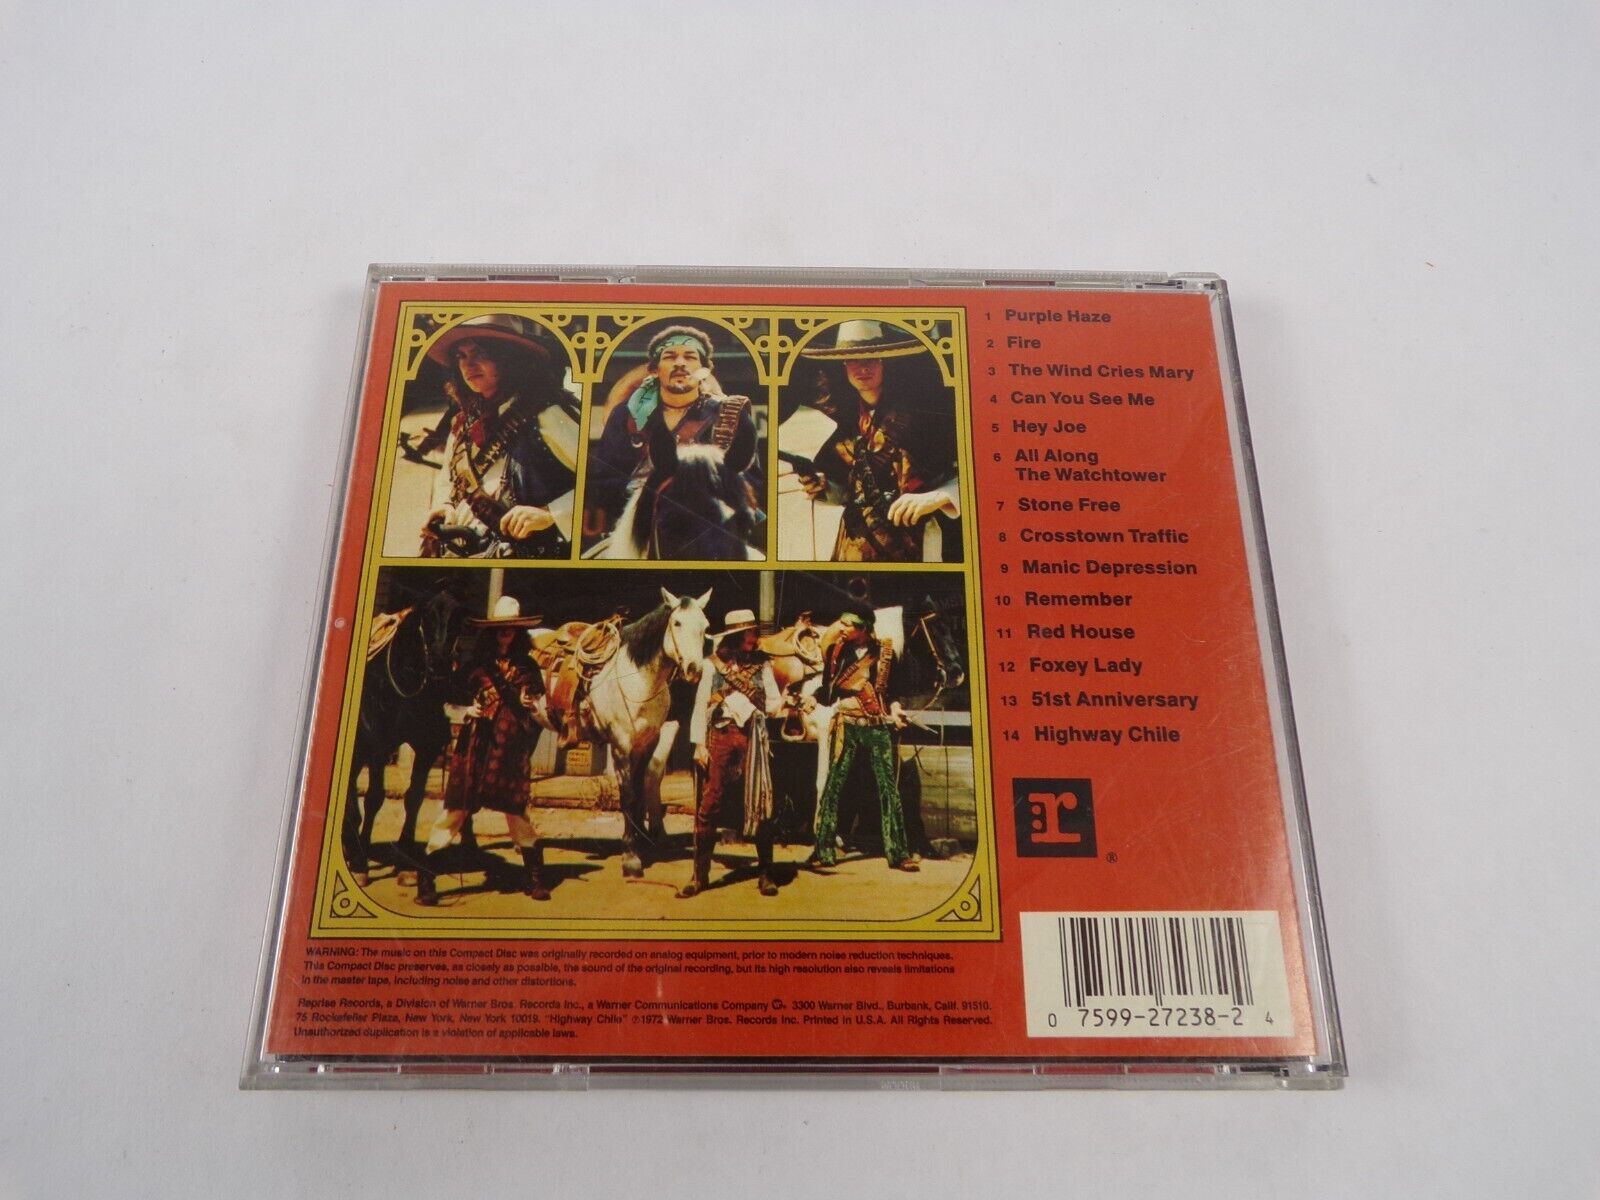 1 Purple Haze
2 Fire
3 The Wind Cries Mary
4 Can You See Me
5 Hey Joe
6 All Along
The Watchtower
7 Stone Free
8 Crosstown Traffic
9 Manic Depression
10 Remember
11 Red House
12 Foxey Lady
13 51st Anniversary
14 Highway Chile
:r
®
WARNING: The music on this Compact Disc was originally recorded on analog equipment, prior to modern noise reduction techniques.
This Compact Disc preserves, as closely as possible, the sound of the original recording, but its high resolution also reveals limitations
in the master tape, including noise and other distortions.
Reprise Records, a Division of Warner Bros. Records Inc., a Warner Communications Company 3300 Warner Blvd., Burbank, Calif. 91510.
75 Rockefeller Plaza, New York, New York 10019. "Highway Chile" ℗1972 Warner Bros. Records Inc. Printed in U.S.A. All Rights Reserved.
Unauthorized duplication is a violation of applicable laws.
0 7599-27238-2 4